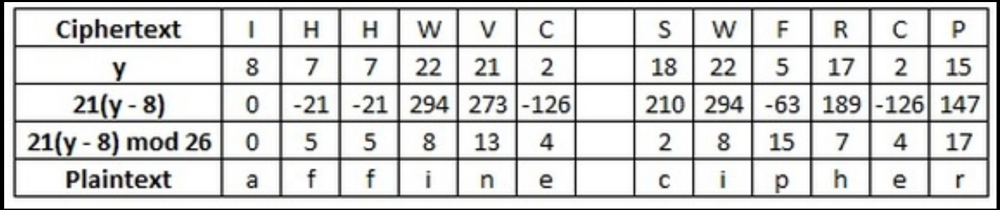 Ciphertext I H H W V C S W F R C P
y 8 7 7 22 21 2 18 22 5 17 2 15
21(y - 8) 0 -21 -21 294 273 -126 210 294 -63 189 -126 147
21(y - 8) mod 26 0 5 5 8 13 4 2 8 15 7 4 17
Plaintext a f f i n e c i p h e r